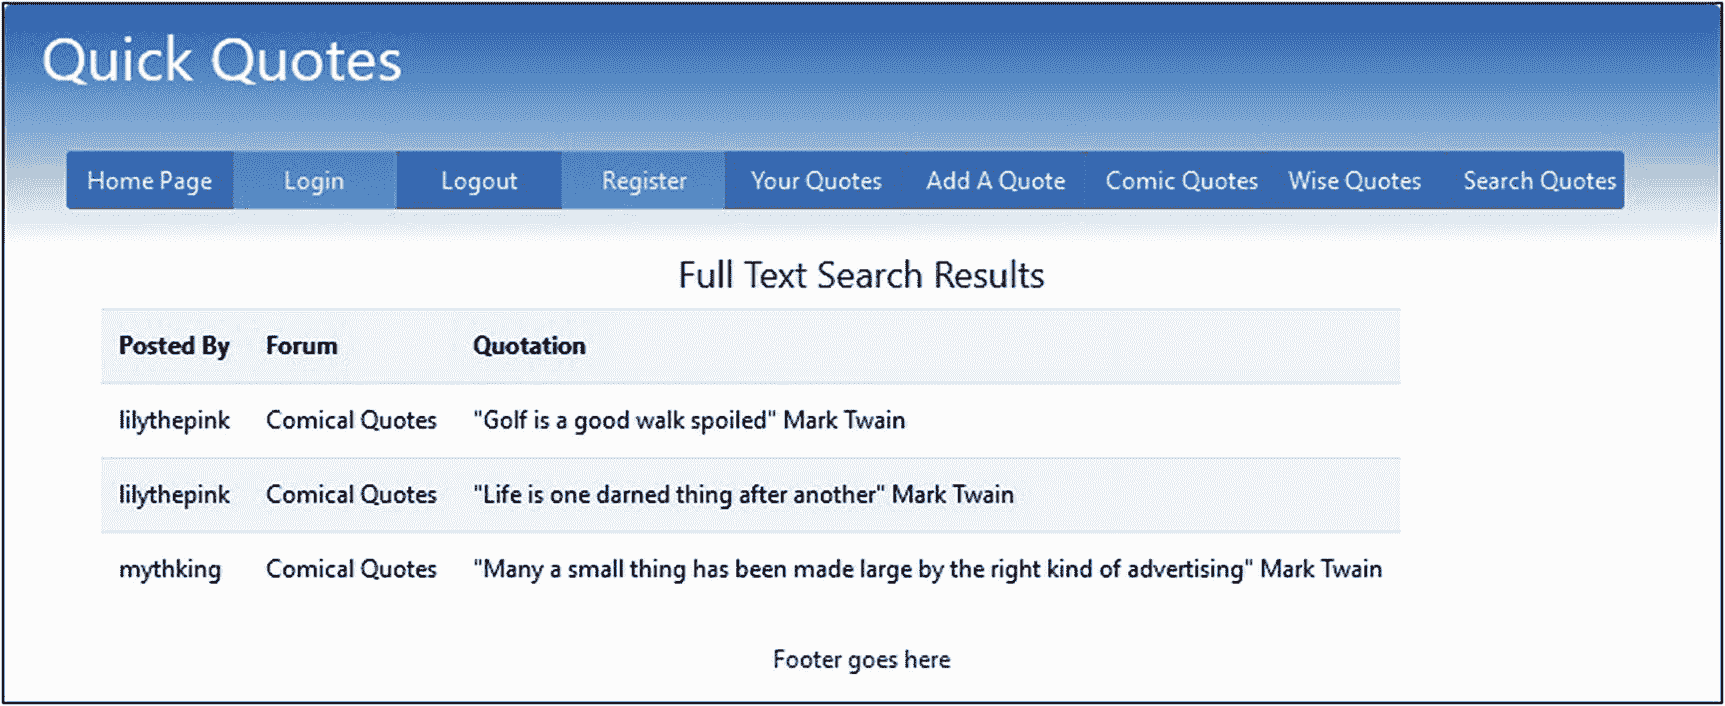 Quick Quotes
Home Page Login Logout Register Your Quotes Add A Quote Comic Quotes Wise Quotes Search Quotes
Full Text Search Results
Posted By Forum Quotation
lilythepink Comical Quotes "Golf is a good walk spoiled" Mark Twain
lilythepink Comical Quotes "Life is one darned thing after another" Mark Twain
mythking Comical Quotes "Many a small thing has been made large by the right kind of advertising" Mark Twain
Footer goes here